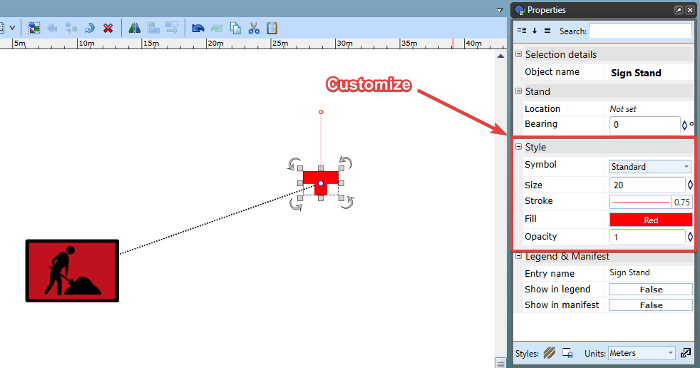 Properties
Search:
5m
10m
15m
20m
25m
30m
35m
40m
Customize
Selection details
Object name Sign Stand
Stand
Location Not set
Bearing 0
Style
Symbol Standard
Size 20
Stroke 0.75
Fill Red
Opacity 1
Legend & Manifest
Entry name Sign Stand
Show in legend False
Show in manifest False
Styles: Units: Meters